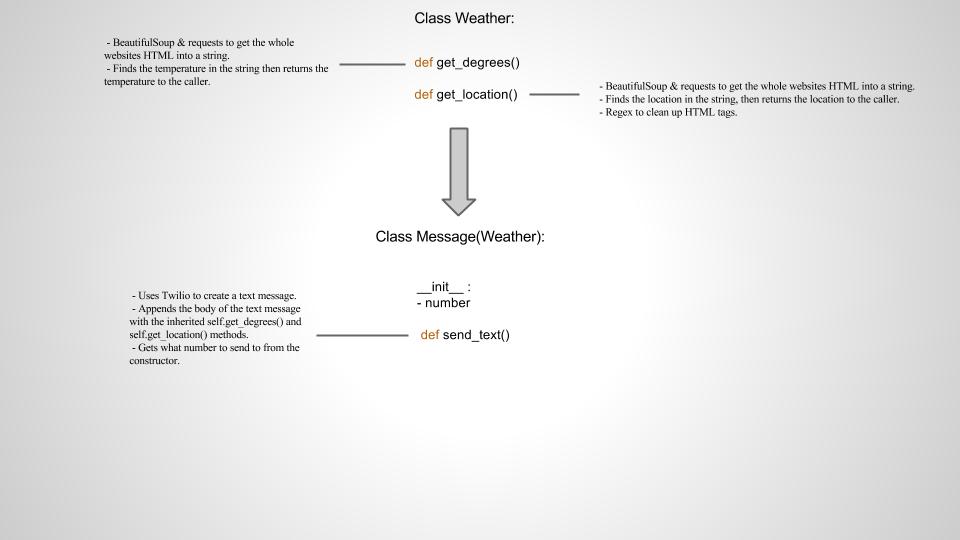 Class Weather:
- BeautifulSoup & requests to get the whole
websites HTML into a string.
- Finds the temperature in the string then returns the
temperature to the caller.
def get_degrees()
def get_location()
- BeautifulSoup & requests to get the whole websites HTML into a string.
- Finds the location in the string, then returns the location to the caller.
- Regex to clean up HTML tags.
Class Message(Weather):
__init__ :
- number
- Uses Twilio to create a text message.
- Appends the body of the text message
with the inherited self.get_degrees() and
self.get_location() methods.
- Gets what number to send to from the
constructor.
def send_text()